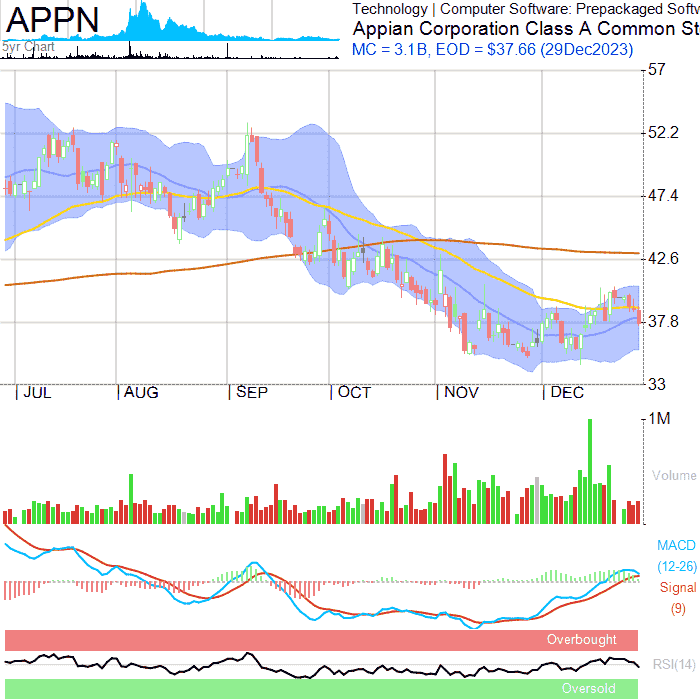 APPN
5yr Chart
Technology | Computer Software: Prepackaged Softw
Appian Corporation Class A Common St
MC = 3.1B, EOD = $37.66 (29Dec2023)
57
52.2
47.4
42.6
37.8
33
JUL AUG SEP OCT NOV DEC
1M
Volume
MACD
(12-26)
Signal
(9)
Overbought
RSI(14)
Oversold